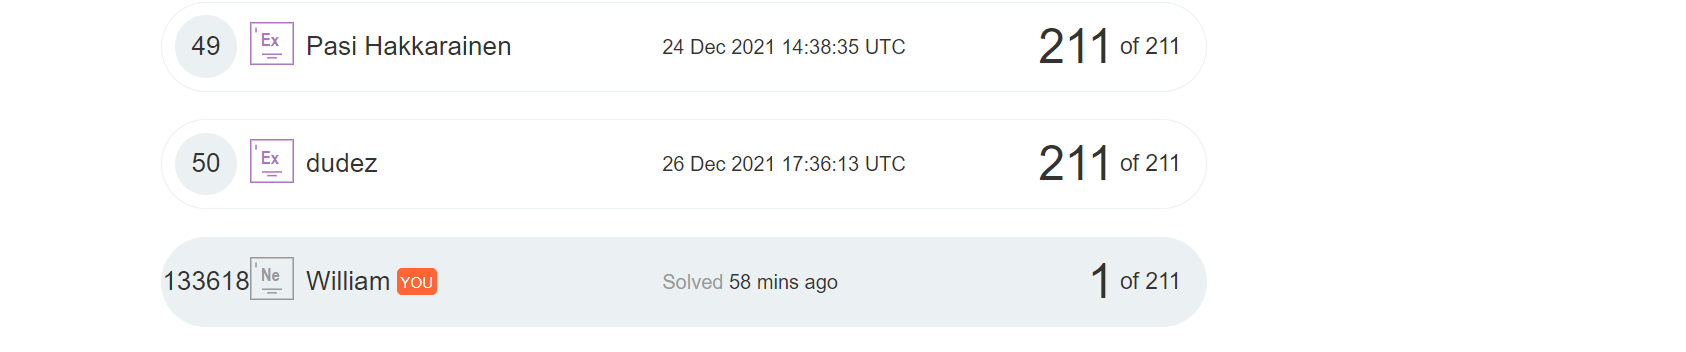 49 Ex Pasi Hakkarainen 24 Dec 2021 14:38:35 UTC 211 of 211
50 Ex dudez 26 Dec 2021 17:36:13 UTC 211 of 211
133618 Ne William YOU Solved 58 mins ago 1 of 211